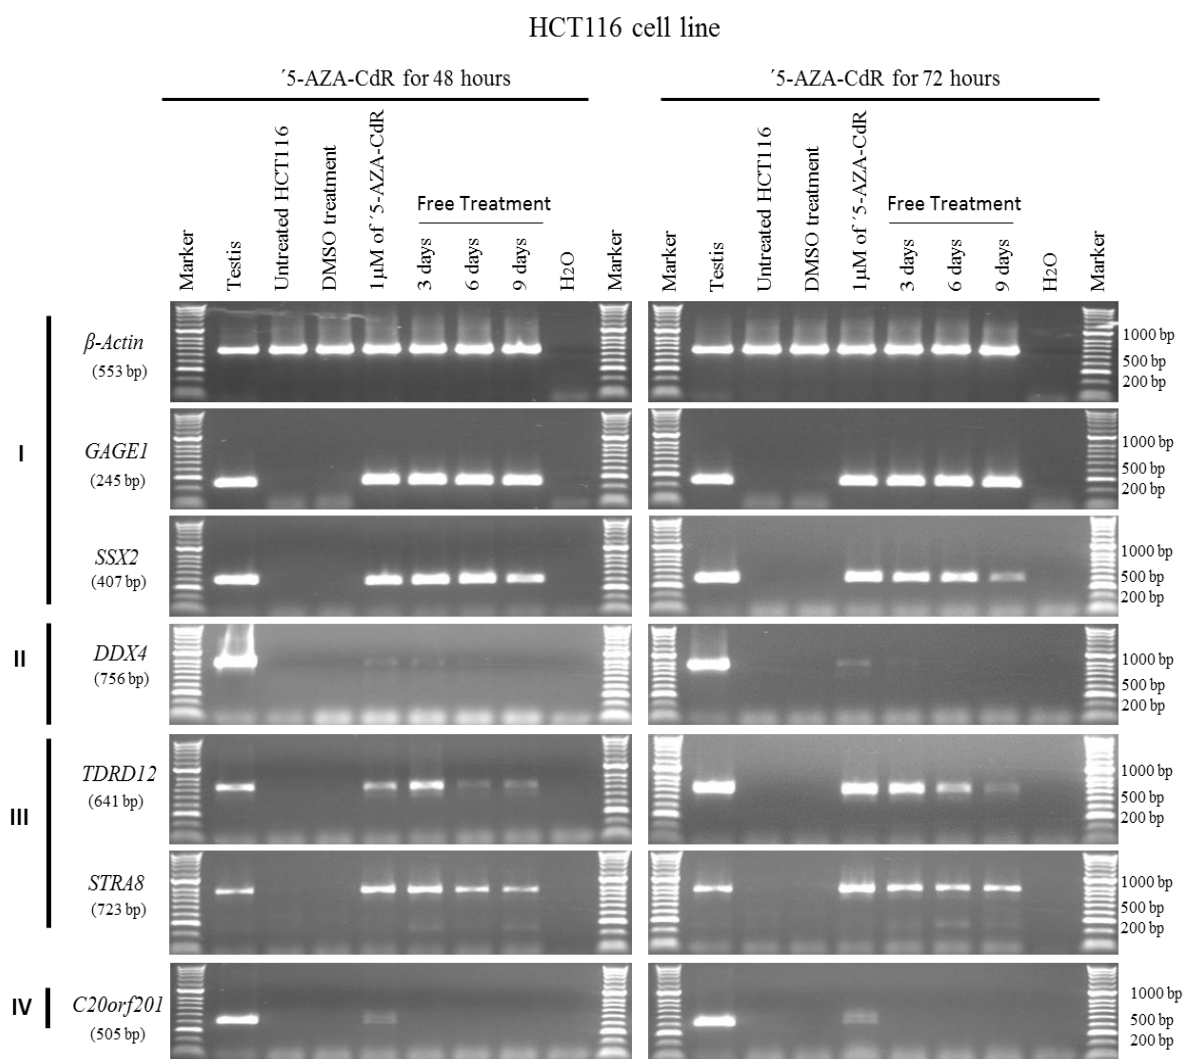 HCT116 cell line
´5-AZA-CdR for 48 hours
´5-AZA-CdR for 72 hours
Marker
Testis
Untreated HCT116
DMSO treatment
1µM of ´5-AZA-CdR
Free Treatment
3 days
6 days
9 days
H2O
Marker
Marker
Testis
Untreated HCT116
DMSO treatment
1µM of ´5-AZA-CdR
Free Treatment
3 days
6 days
9 days
H2O
Marker
I
β-Actin
(553 bp)
1000 bp
500 bp
200 bp
GAGE1
(245 bp)
1000 bp
500 bp
200 bp
SSX2
(407 bp)
1000 bp
500 bp
200 bp
II
DDX4
(756 bp)
1000 bp
500 bp
200 bp
III
TDRD12
(641 bp)
1000 bp
500 bp
200 bp
STRA8
(723 bp)
1000 bp
500 bp
200 bp
IV
C20orf201
(505 bp)
1000 bp
500 bp
200 bp